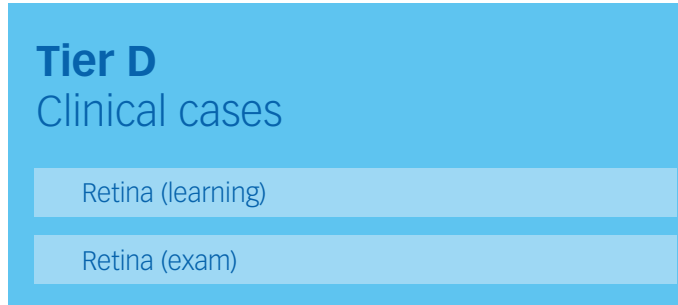 Tier D
Clinical cases
Retina (learning)
Retina (exam)